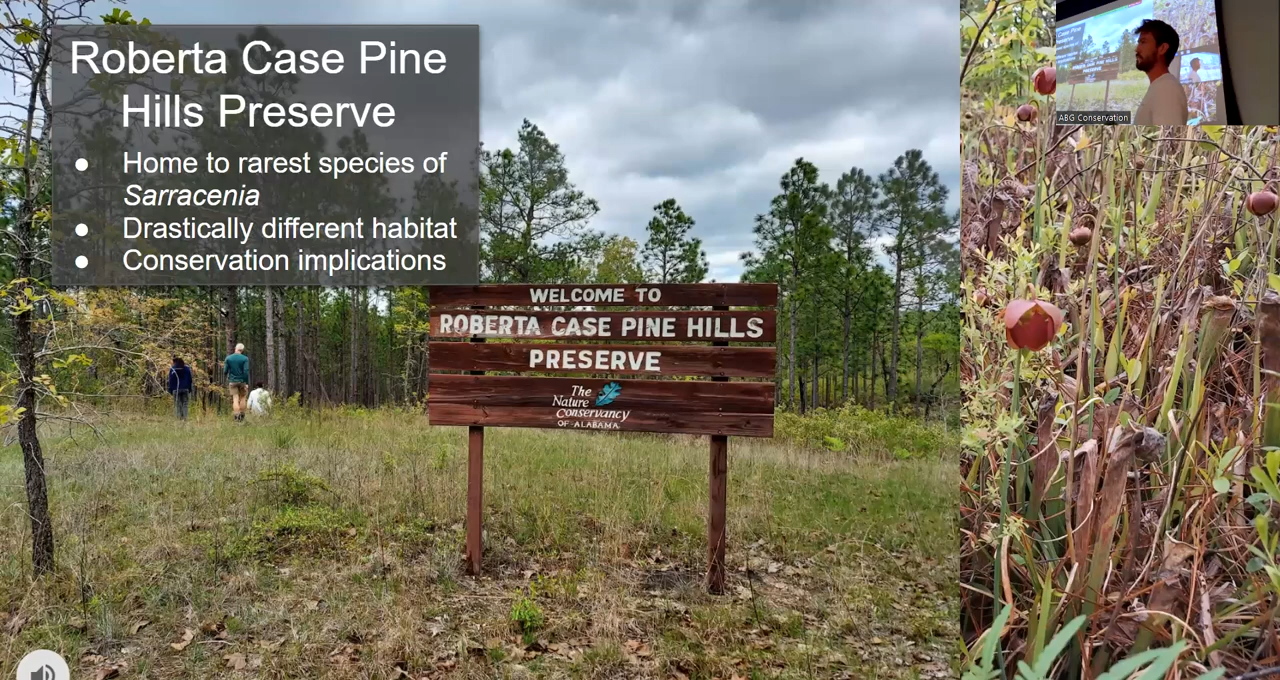 Roberta Case Pine
Hills Preserve
● Home to rarest species of
Sarracenia
● Drastically different habitat
● Conservation implications
WELCOME TO
ROBERTA CASE PINE HILLS
PRESERVE
The
Nature
Conservancy
OF ALABAMA
ABG Conservation